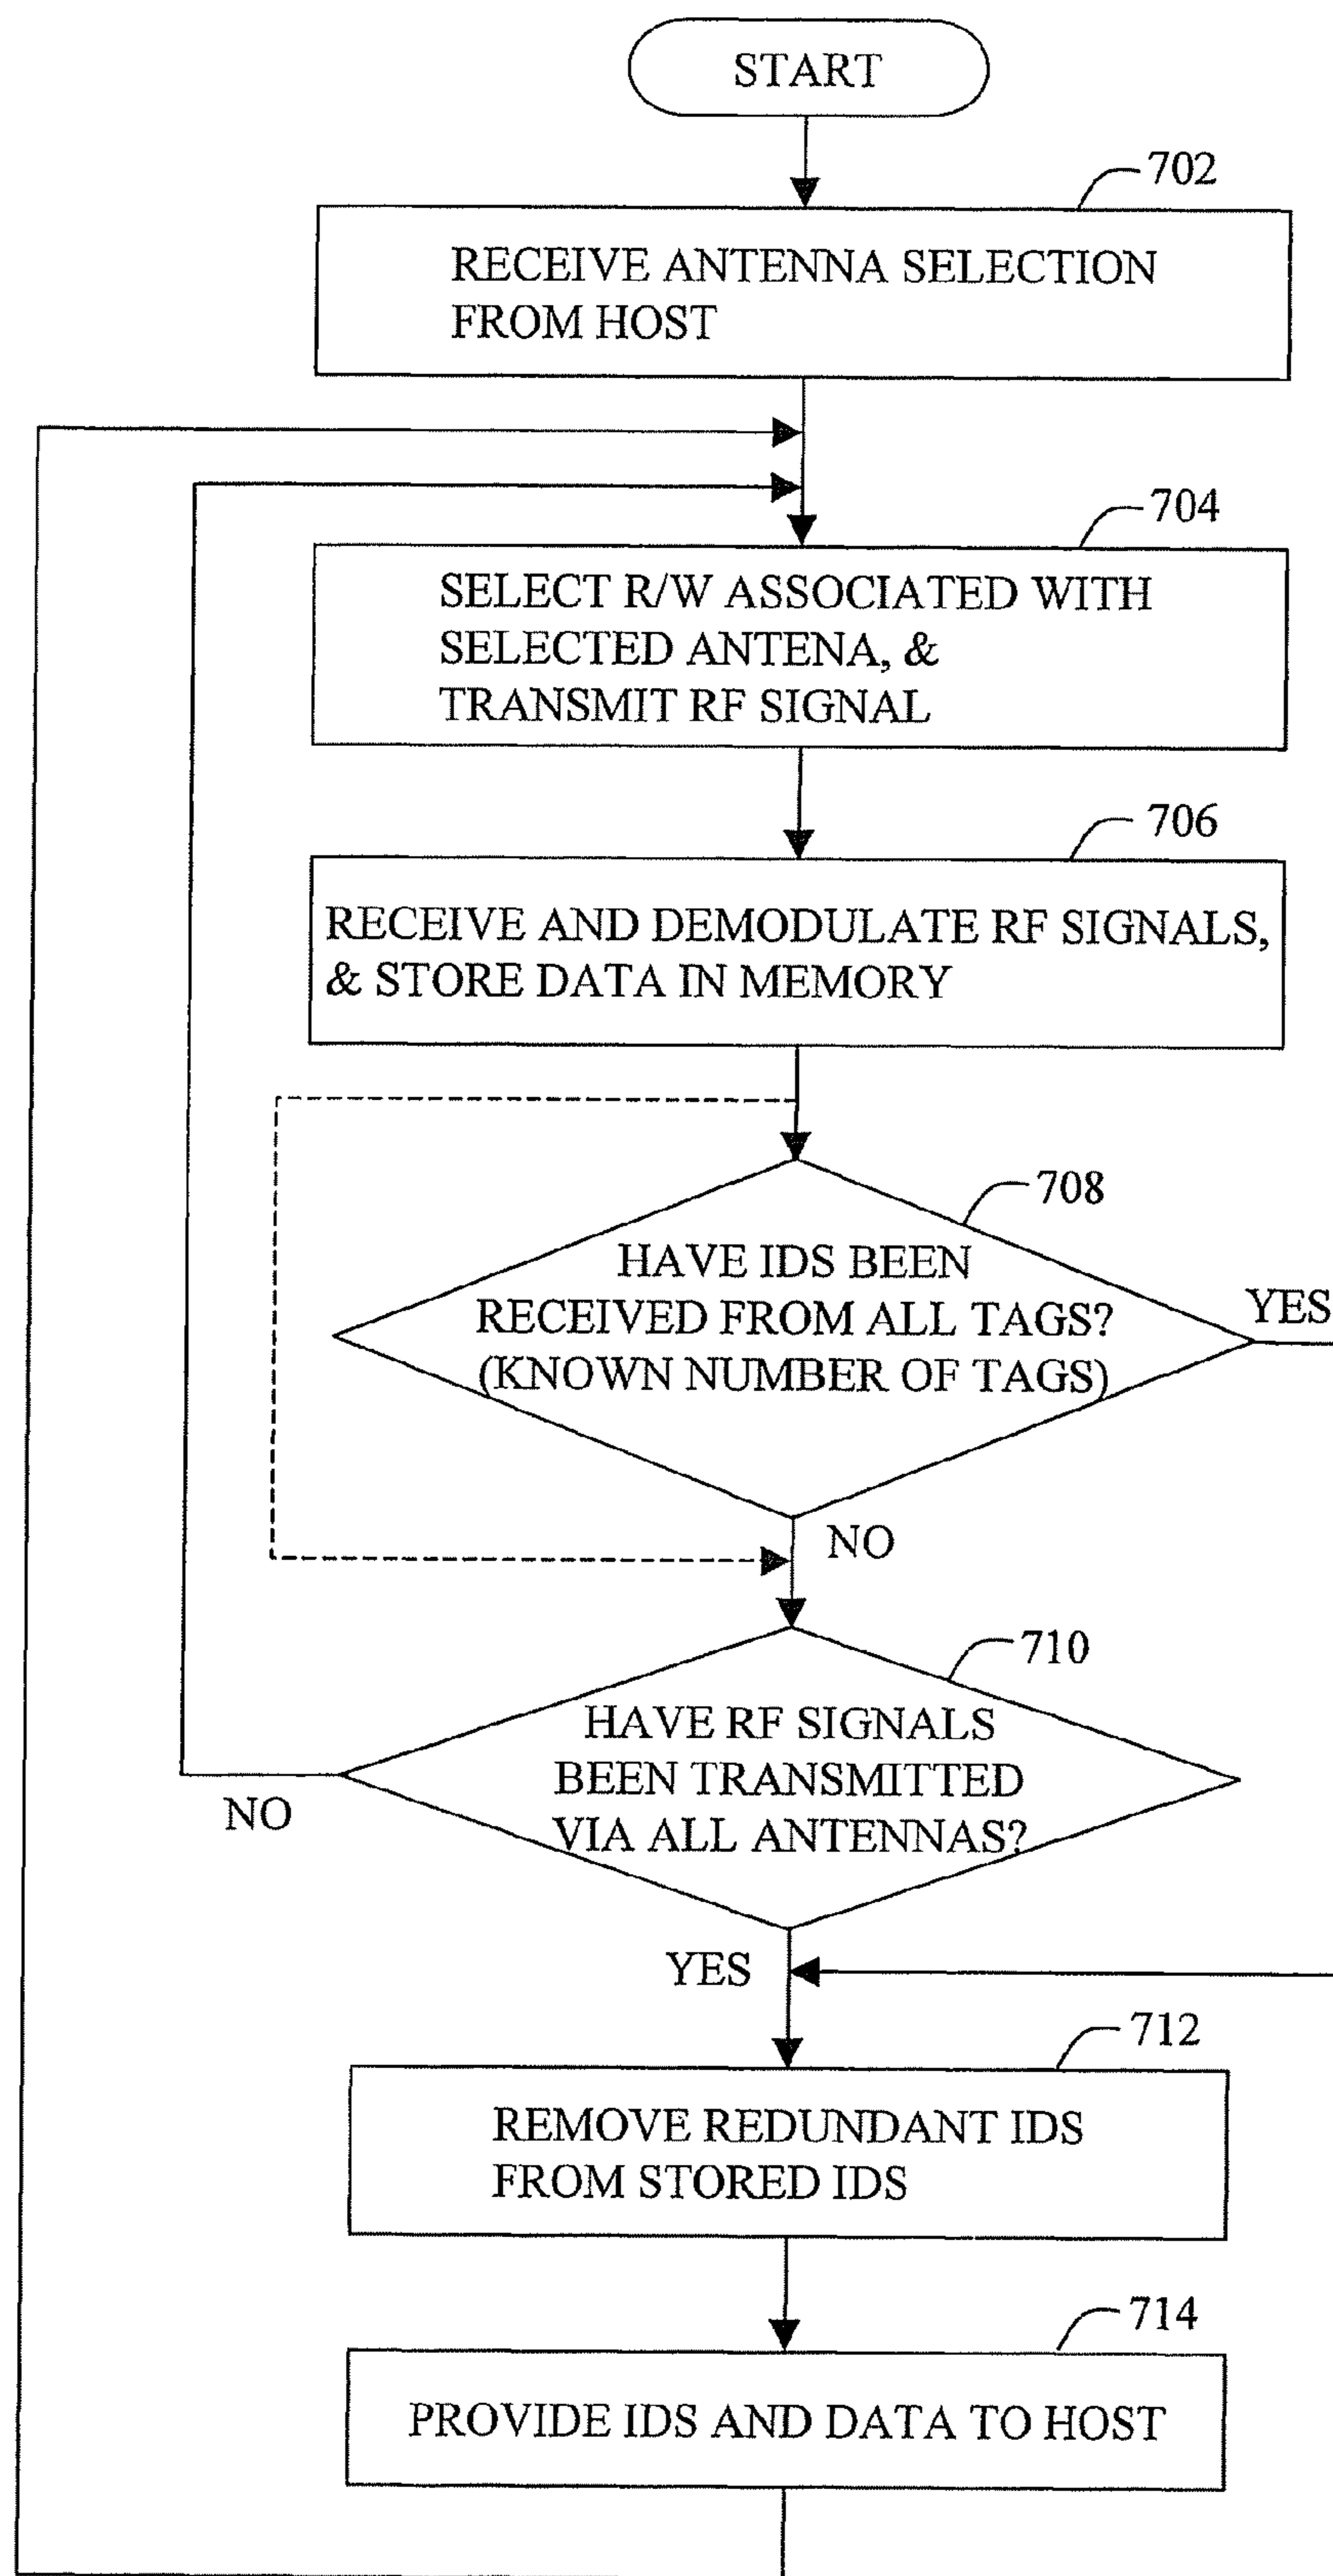 START
702
RECEIVE ANTENNA SELECTION
FROM HOST
704
SELECT R/W ASSOCIATED WITH
SELECTED ANTENA, &
TRANSMIT RF SIGNAL
706
RECEIVE AND DEMODULATE RF SIGNALS,
& STORE DATA IN MEMORY
708
HAVE IDS BEEN
RECEIVED FROM ALL TAGS?
(KNOWN NUMBER OF TAGS)
YES
NO
710
HAVE RF SIGNALS
BEEN TRANSMITTED
VIA ALL ANTENNAS?
NO
YES
712
REMOVE REDUNDANT IDS
FROM STORED IDS
714
PROVIDE IDS AND DATA TO HOST